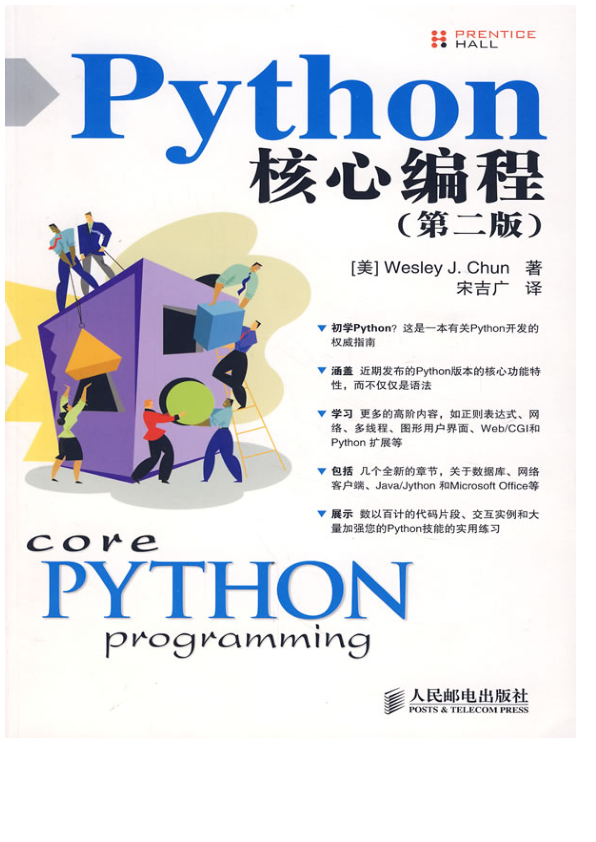 PRENTICE
HALL
Python
核心编程
（第二版）
[美] Wesley J. Chun 著
宋吉广 译
▼ 初学Python？这是一本有关Python开发的
权威指南
▼ 涵盖 近期发布的Python版本的核心功能特
性，而不仅仅是语法
▼ 学习 更多的高阶内容，如正则表达式、网
络、多线程、图形用户界面、Web/CGI和
Python 扩展等
▼ 包括 几个全新的章节，关于数据库、网络
客户端、Java/Jython 和Microsoft Office等
▼ 展示 数以百计的代码片段、交互实例和大
量加强您的Python技能的实用练习
core
PYTHON
programming
人民邮电出版社
POSTS & TELECOM PRESS